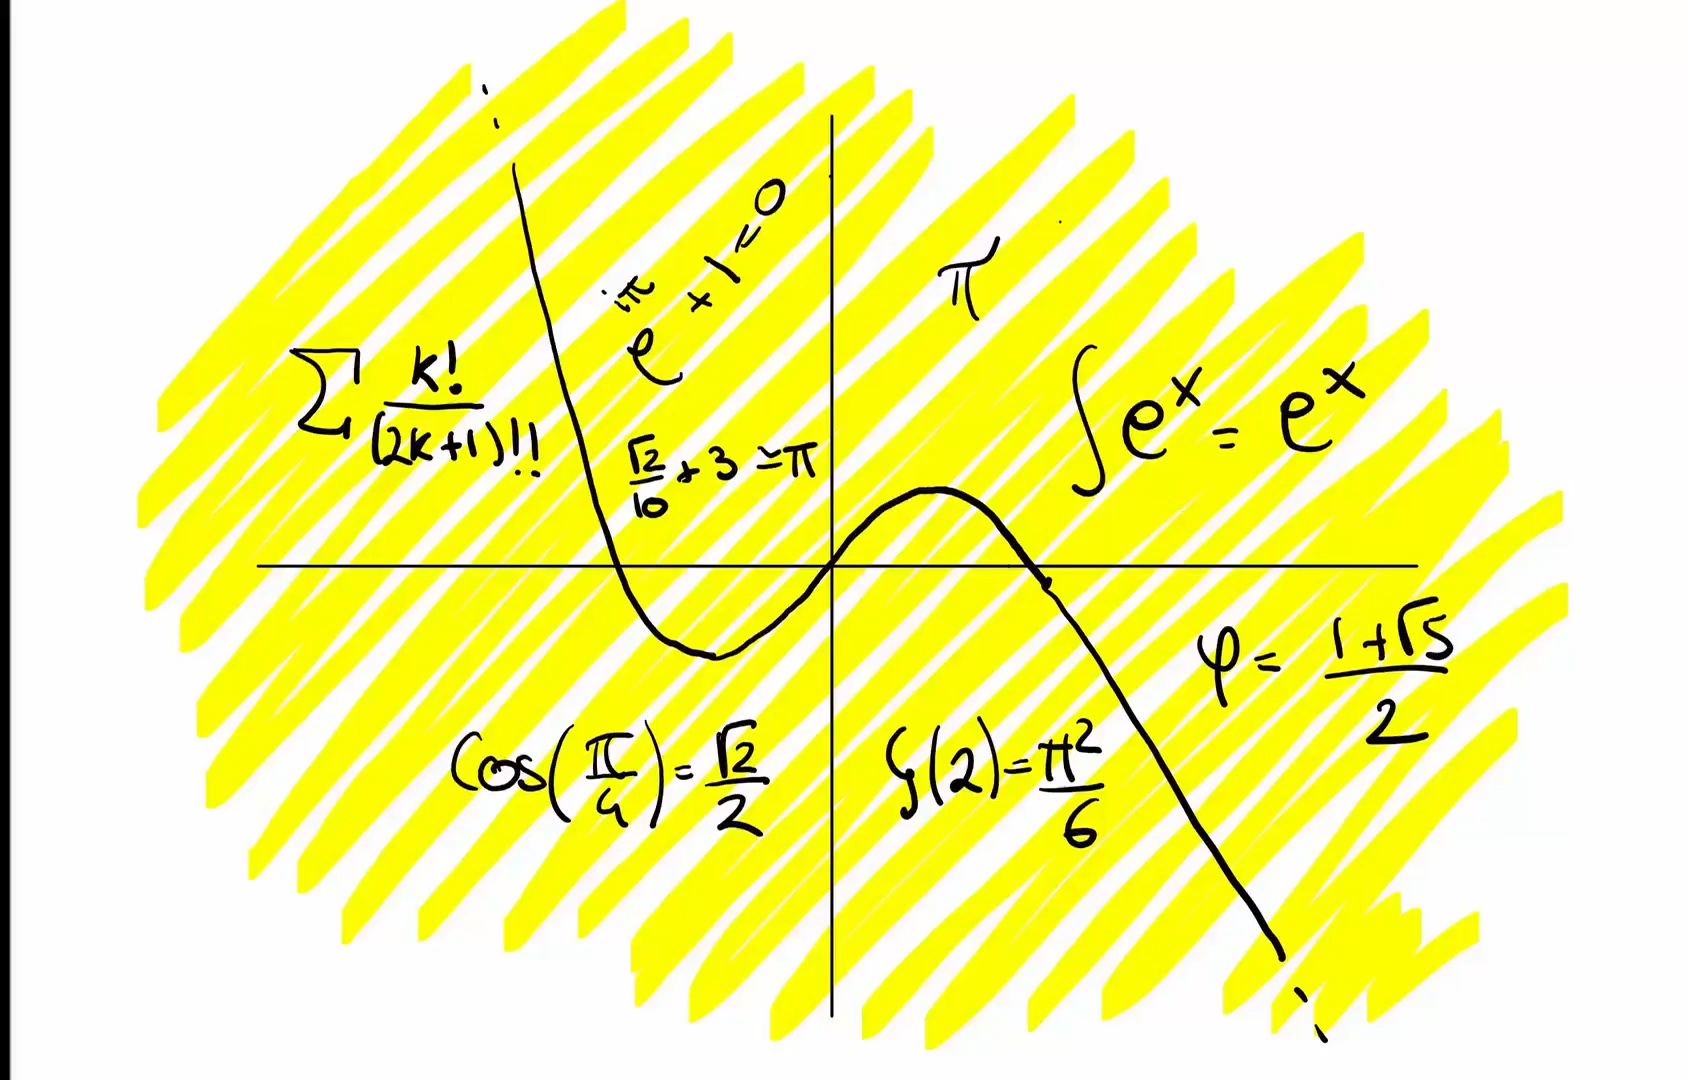 e^{iπ} + 1 = 0
π
∑ k!/(2k+1)!!
∫e^x = e^x
√2/10 + 3 ≃ π
φ = (1+√5)/2
Cos(π/4) = √2/2
ζ(2) = π²/6